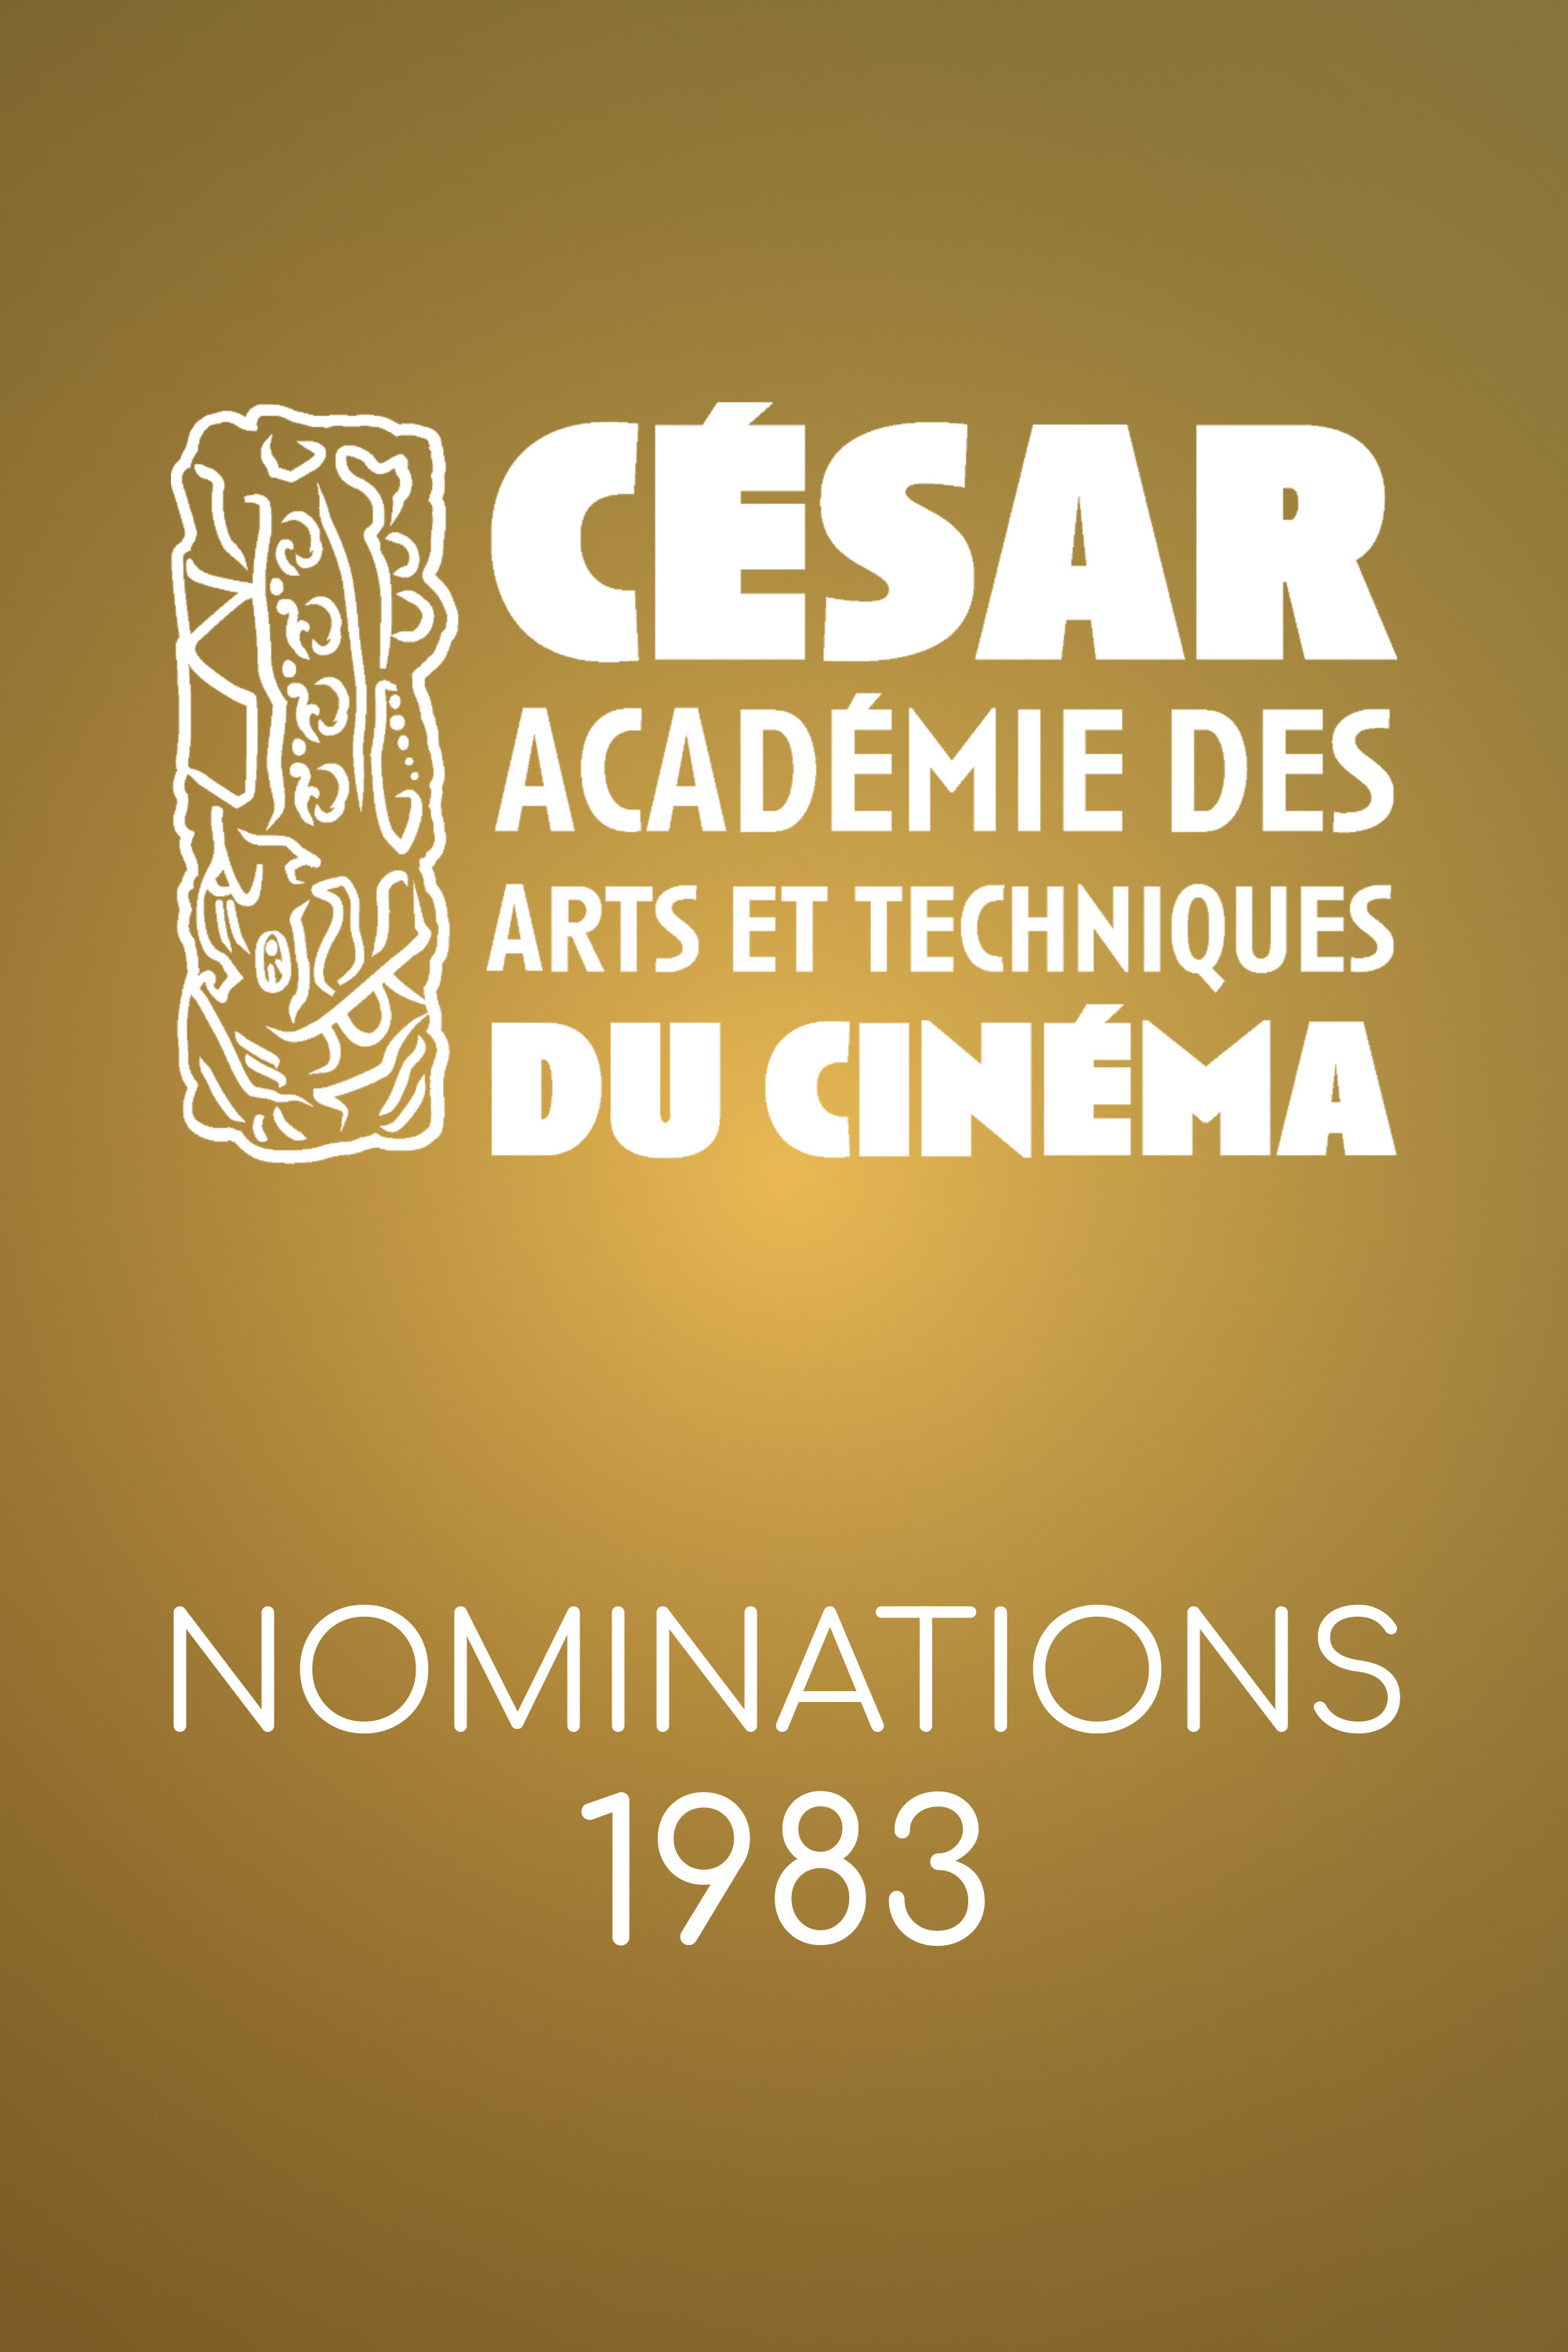 CÉSAR
ACADÉMIE DES
ARTS ET TECHNIQUES
DU CINÉMA
NOMINATIONS
1983